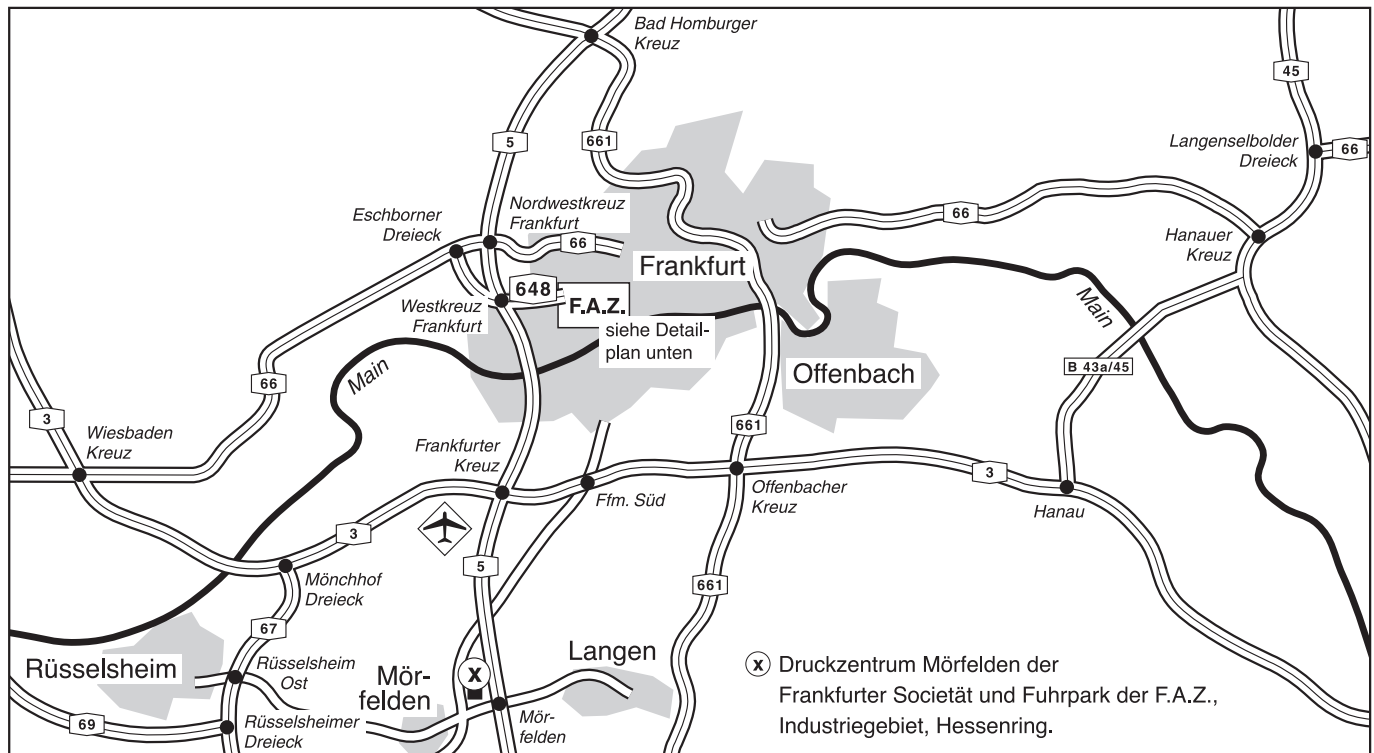 Bad Homburger
Kreuz
45
5
661
Langenselbolder
Dreieck
66
Nordwestkreuz
Frankfurt
Eschborner
Dreieck
66
66
Hanauer
Kreuz
Frankfurt
648
Westkreuz
Frankfurt
F.A.Z.
siehe Detail-
plan unten
Main
Main
Offenbach
B 43a/45
66
3
Wiesbaden
Kreuz
661
Frankfurter
Kreuz
3
Ffm. Süd
Offenbacher
Kreuz
Hanau
3
5
Mönchhof
Dreieck
661
67
Rüsselsheim
Rüsselsheim
Ost
Mör-
felden
x
Langen
69
Rüsselsheimer
Dreieck
Mör-
felden
x Druckzentrum Mörfelden der
Frankfurter Societät und Fuhrpark der F.A.Z.,
Industriegebiet, Hessenring.